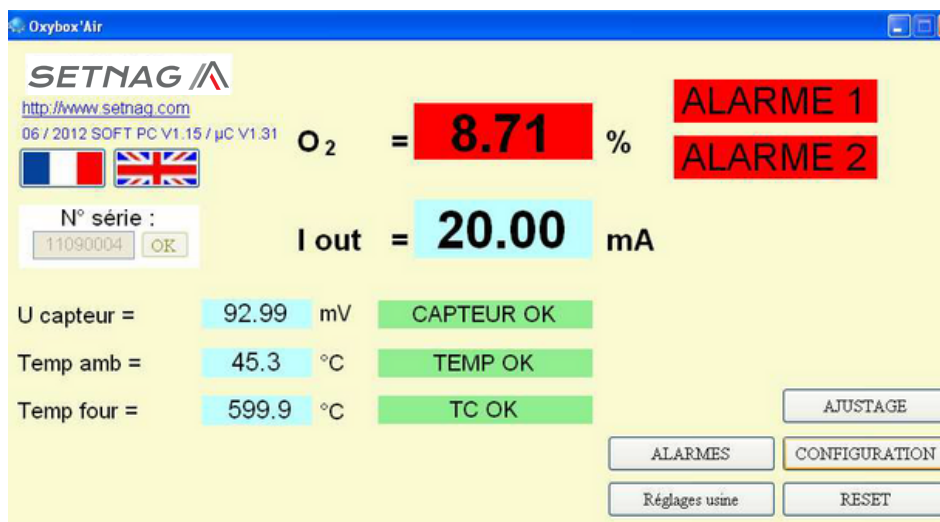 Oxybox'Air
SETNAG
http://www.setnag.com
06 / 2012 SOFT PC V1.15 / µC V1.31
O2 = 8.71 %
ALARME 1
ALARME 2
N° série :
11090004 OK
I out = 20.00 mA
U capteur = 92.99 mV CAPTEUR OK
Temp amb = 45.3 °C TEMP OK
Temp four = 599.9 °C TC OK
AJUSTAGE
ALARMES CONFIGURATION
Réglages usine RESET